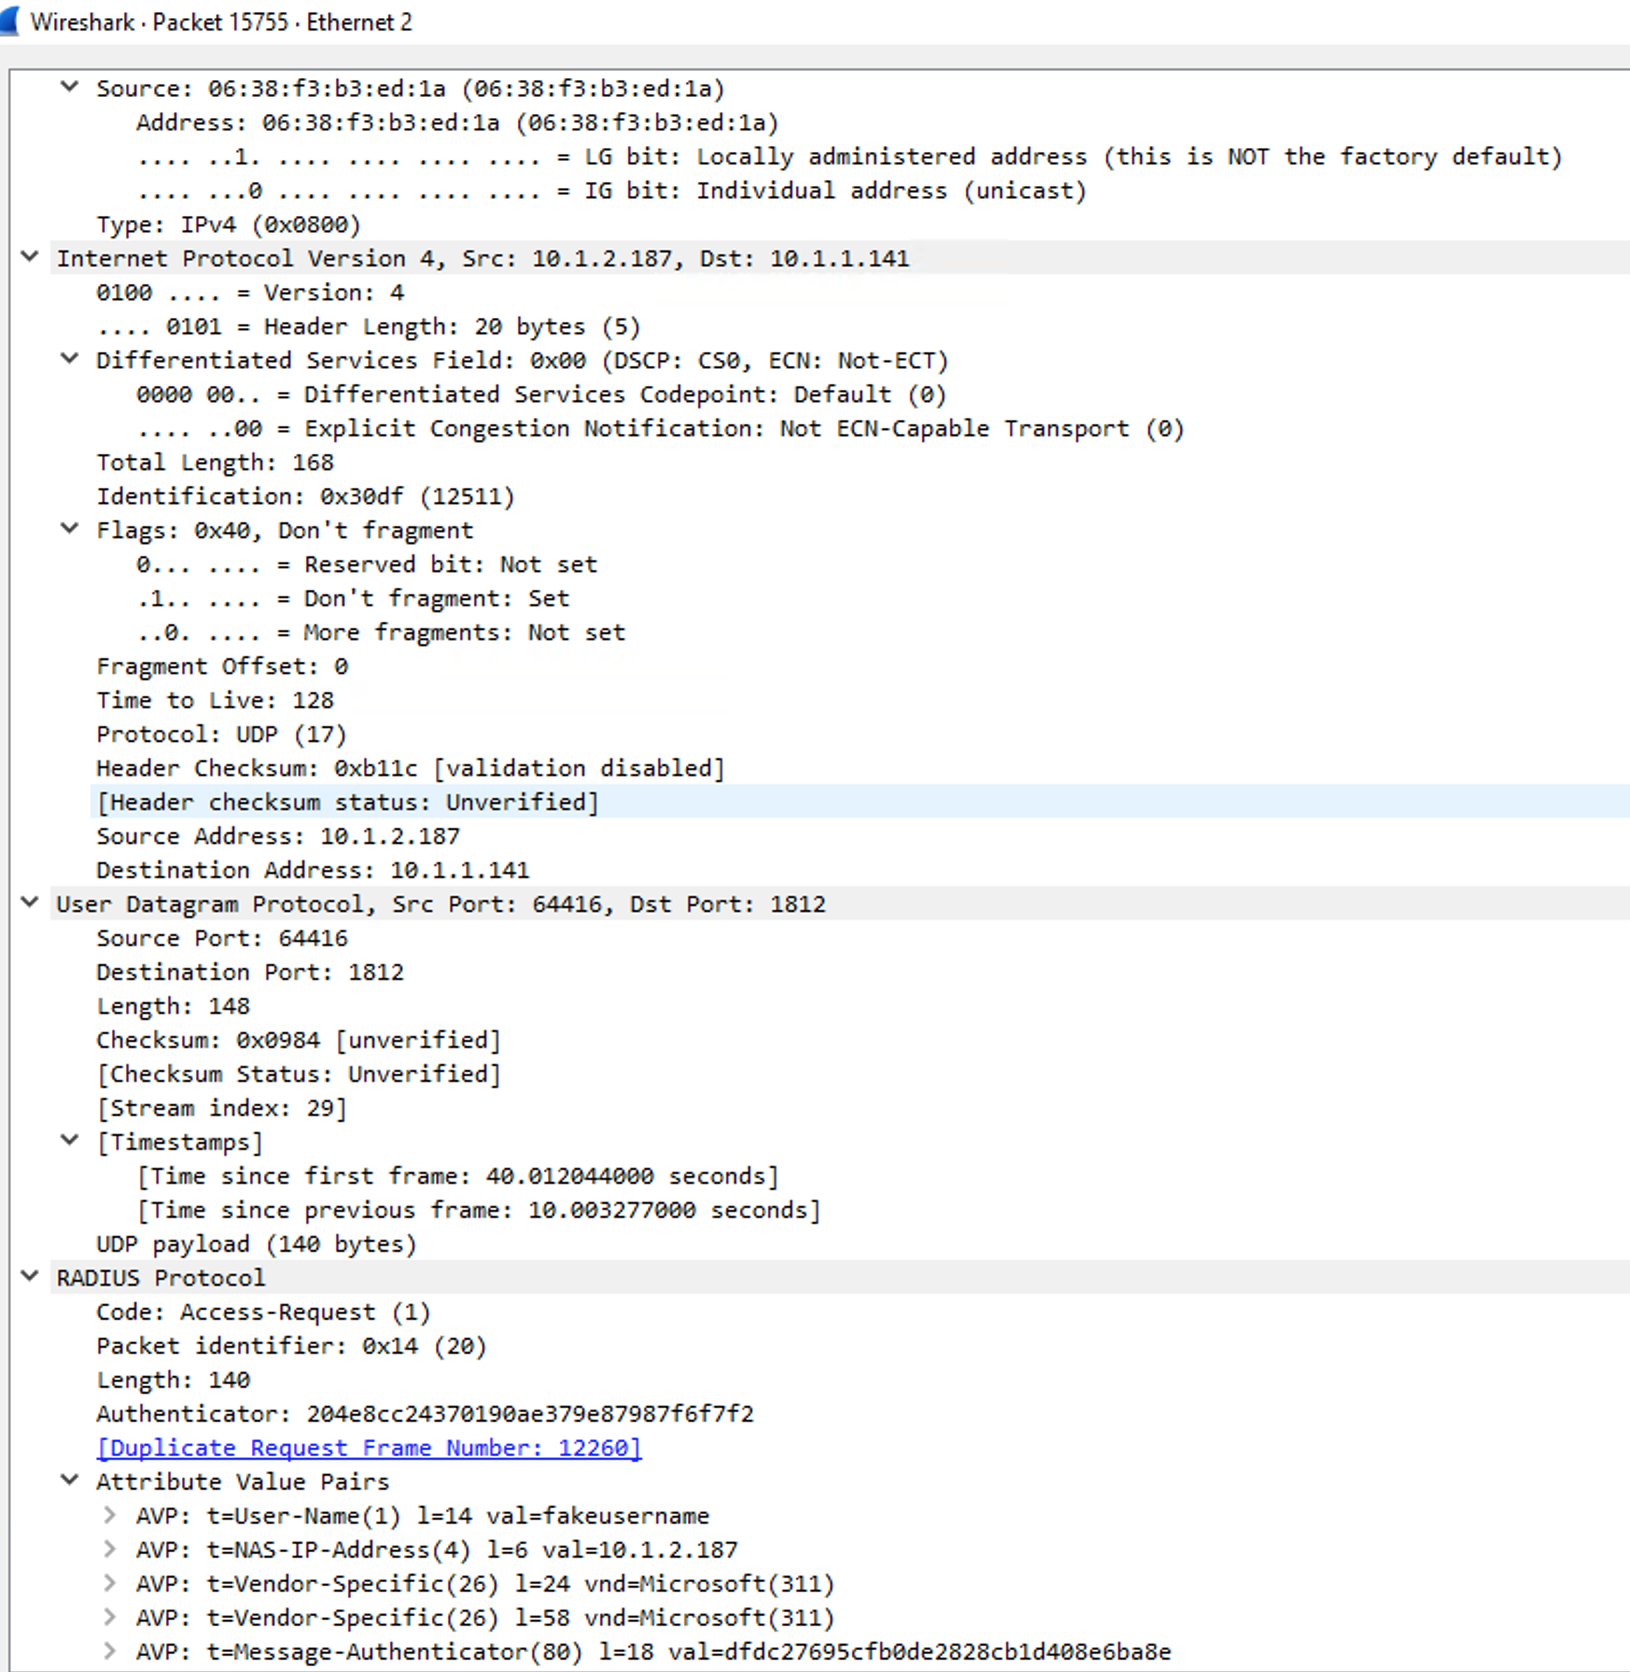 Wireshark · Packet 15755 · Ethernet 2
Source: 06:38:f3:b3:ed:1a (06:38:f3:b3:ed:1a)
Address: 06:38:f3:b3:ed:1a (06:38:f3:b3:ed:1a)
.... ..1. .... .... .... .... = LG bit: Locally administered address (this is NOT the factory default)
.... ...0 .... .... .... .... = IG bit: Individual address (unicast)
Type: IPv4 (0x0800)
Internet Protocol Version 4, Src: 10.1.2.187, Dst: 10.1.1.141
0100 .... = Version: 4
.... 0101 = Header Length: 20 bytes (5)
Differentiated Services Field: 0x00 (DSCP: CS0, ECN: Not-ECT)
0000 00.. = Differentiated Services Codepoint: Default (0)
.... ..00 = Explicit Congestion Notification: Not ECN-Capable Transport (0)
Total Length: 168
Identification: 0x30df (12511)
Flags: 0x40, Don't fragment
0... .... = Reserved bit: Not set
.1.. .... = Don't fragment: Set
..0. .... = More fragments: Not set
Fragment Offset: 0
Time to Live: 128
Protocol: UDP (17)
Header Checksum: 0xb11c [validation disabled]
[Header checksum status: Unverified]
Source Address: 10.1.2.187
Destination Address: 10.1.1.141
User Datagram Protocol, Src Port: 64416, Dst Port: 1812
Source Port: 64416
Destination Port: 1812
Length: 148
Checksum: 0x0984 [unverified]
[Checksum Status: Unverified]
[Stream index: 29]
[Timestamps]
[Time since first frame: 40.012044000 seconds]
[Time since previous frame: 10.003277000 seconds]
UDP payload (140 bytes)
RADIUS Protocol
Code: Access-Request (1)
Packet identifier: 0x14 (20)
Length: 140
Authenticator: 204e8cc24370190ae379e87987f6f7f2
[Duplicate Request Frame Number: 12260]
Attribute Value Pairs
AVP: t=User-Name(1) l=14 val=fakeusername
AVP: t=NAS-IP-Address(4) l=6 val=10.1.2.187
AVP: t=Vendor-Specific(26) l=24 vnd=Microsoft(311)
AVP: t=Vendor-Specific(26) l=58 vnd=Microsoft(311)
AVP: t=Message-Authenticator(80) l=18 val=dfdc27695cfb0de2828cb1d408e6ba8e